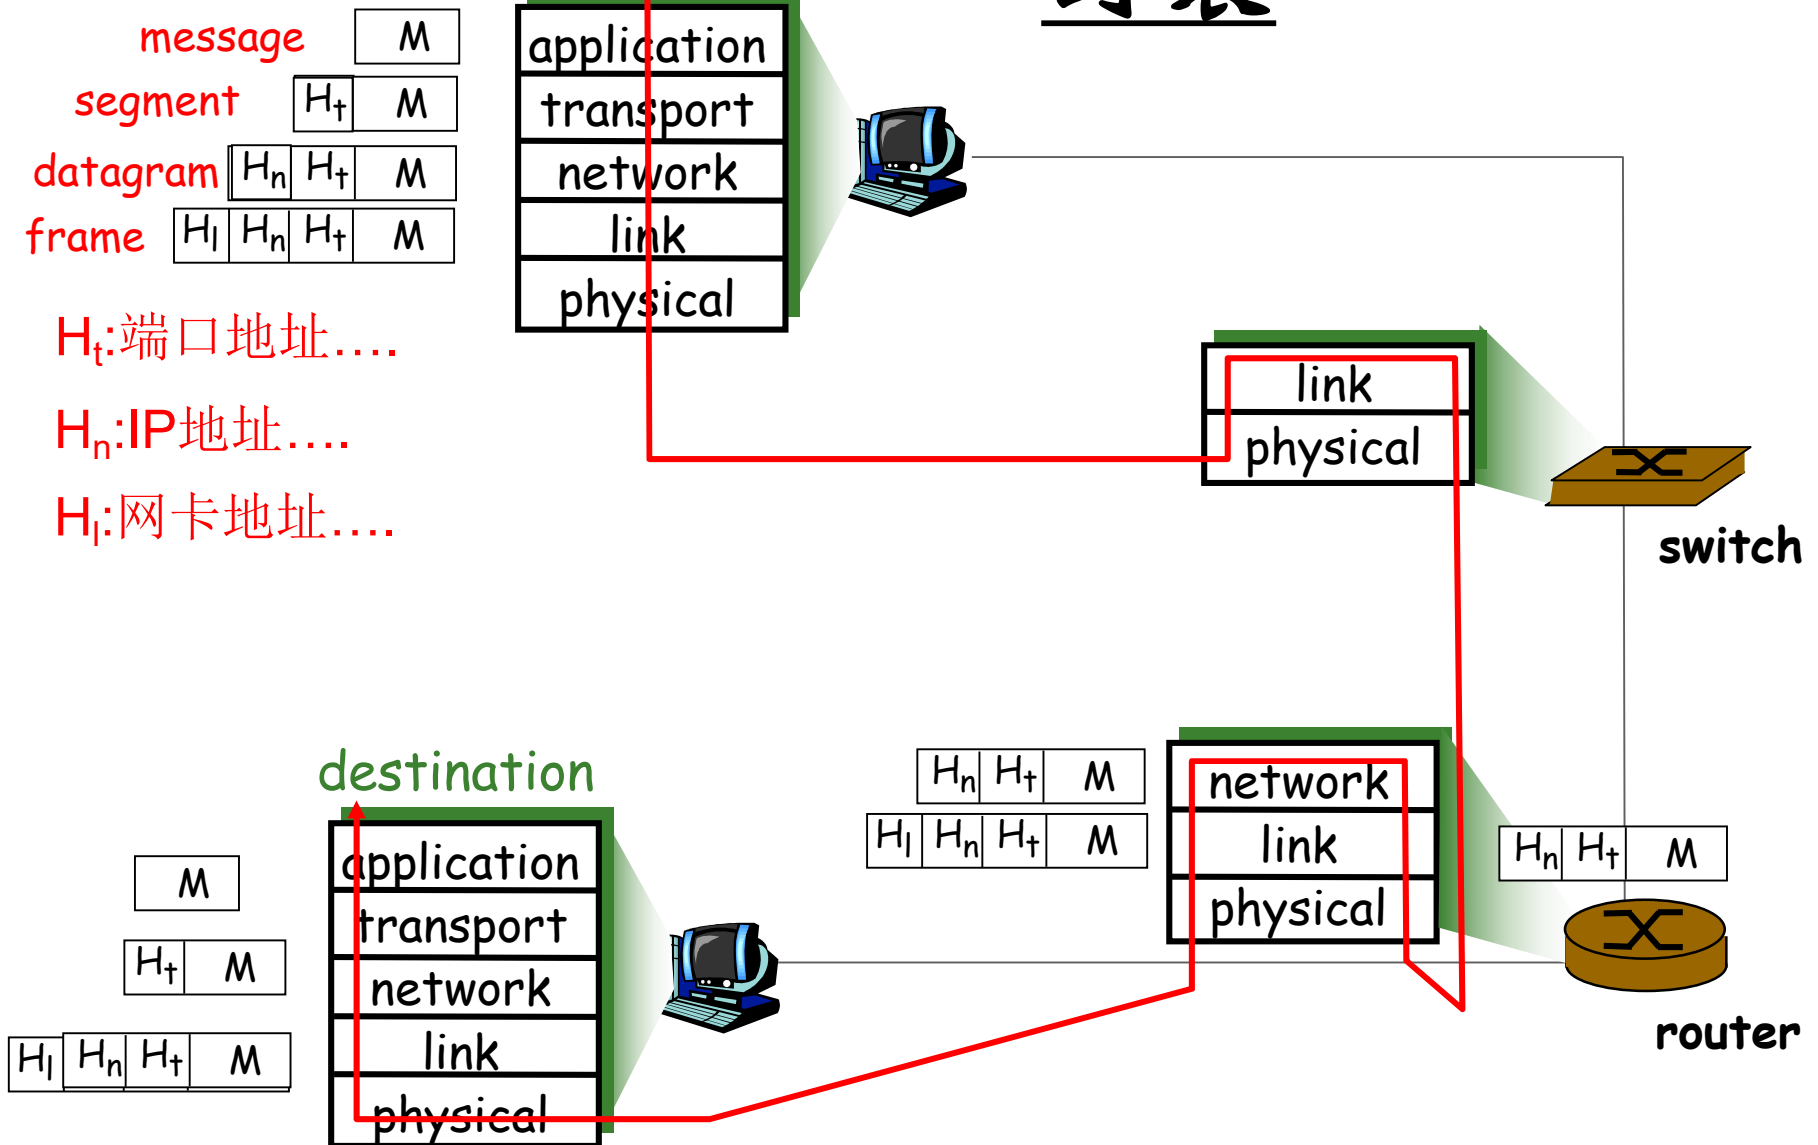 message M
segment Ht M
datagram Hn Ht M
frame Hl Hn Ht M
application
transport
network
link
physical
Ht:端口地址....
Hn:IP地址....
Hl:网卡地址....
link
physical
switch
destination
application
transport
network
link
physical
M
Ht M
Hl Hn Ht M
Hn Ht M
Hl Hn Ht M
network
link
physical
Hn Ht M
router